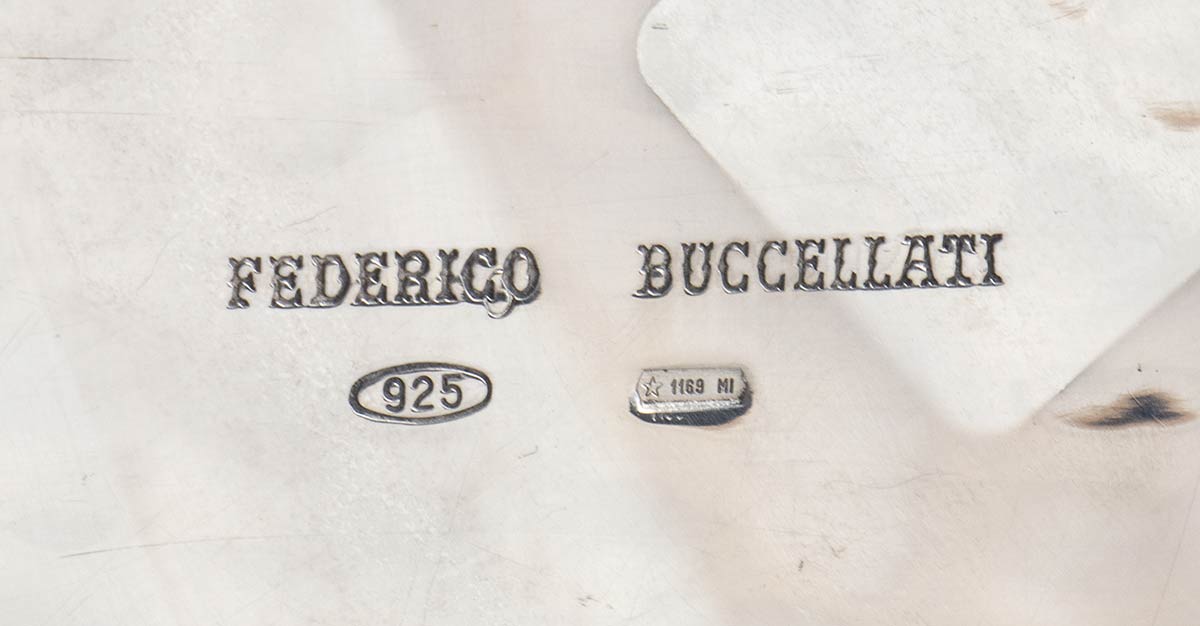 FEDERICO BUCCELLATI
925 ☆ 1169 MI